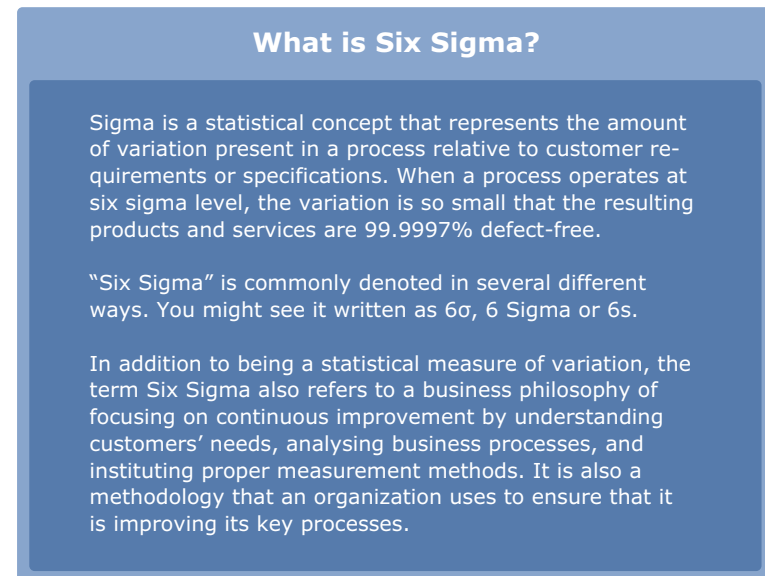 What is Six Sigma?
Sigma is a statistical concept that represents the amount
of variation present in a process relative to customer re-
quirements or specifications. When a process operates at
six sigma level, the variation is so small that the resulting
products and services are 99.9997% defect-free.
“Six Sigma” is commonly denoted in several different
ways. You might see it written as 6σ, 6 Sigma or 6s.
In addition to being a statistical measure of variation, the
term Six Sigma also refers to a business philosophy of
focusing on continuous improvement by understanding
customers’ needs, analysing business processes, and
instituting proper measurement methods. It is also a
methodology that an organization uses to ensure that it
is improving its key processes.